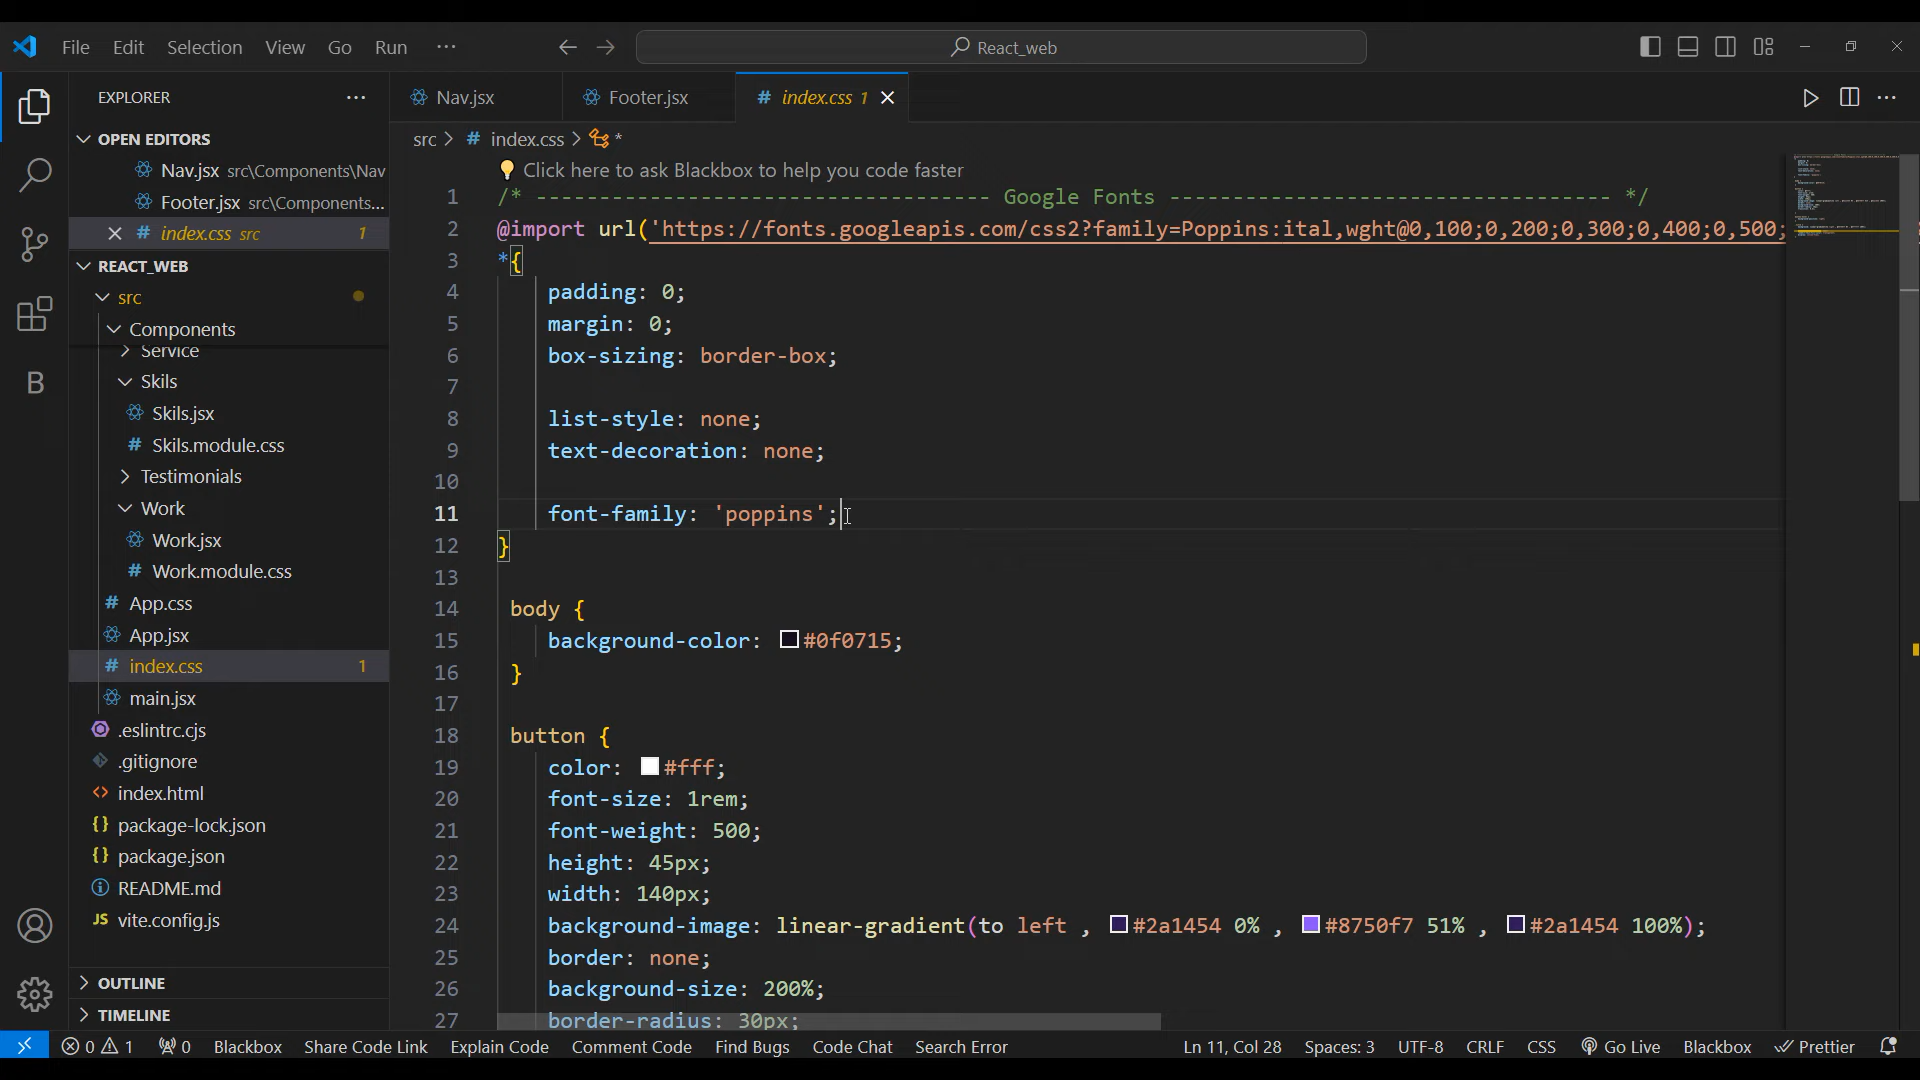 File Edit Selection View Go Run ···
React_web
EXPLORER ···
OPEN EDITORS
Nav.jsx src\Components\Nav
Footer.jsx src\Components...
# index.css src 1
REACT_WEB
src
Components
Service
Skils
Skils.jsx
# Skils.module.css
Testimonials
Work
Work.jsx
# Work.module.css
# App.css
App.jsx
# index.css 1
main.jsx
.eslintrc.cjs
.gitignore
<> index.html
{} package-lock.json
{} package.json
README.md
JS vite.config.js
OUTLINE
TIMELINE
B
Nav.jsx Footer.jsx # index.css 1
src > # index.css > *
Click here to ask Blackbox to help you code faster
1 /* ------------------------------------ Google Fonts ----------------------------------- */
2 @import url('https://fonts.googleapis.com/css2?family=Poppins:ital,wght@0,100;0,200;0,300;0,400;0,500;
3 *{
4 padding: 0;
5 margin: 0;
6 box-sizing: border-box;
7
8 list-style: none;
9 text-decoration: none;
10
11 font-family: 'poppins';
12 }
13
14 body {
15 background-color: #0f0715;
16 }
17
18 button {
19 color: #fff;
20 font-size: 1rem;
21 font-weight: 500;
22 height: 45px;
23 width: 140px;
24 background-image: linear-gradient(to left , #2a1454 0% , #8750f7 51% , #2a1454 100%);
25 border: none;
26 background-size: 200%;
27 border-radius: 30px;
0 1 0 Blackbox Share Code Link Explain Code Comment Code Find Bugs Code Chat Search Error Ln 11, Col 28 Spaces: 3 UTF-8 CRLF CSS Go Live Blackbox Prettier